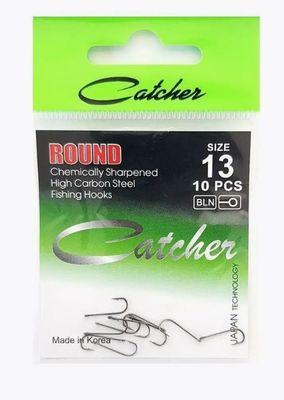 Catcher
ROUND
Chemically Sharpened
High Carbon Steel
Fishing Hooks
SIZE
13
10 PCS
BLN
Catcher
JAPAN TECHNOLOGY
Made in Korea